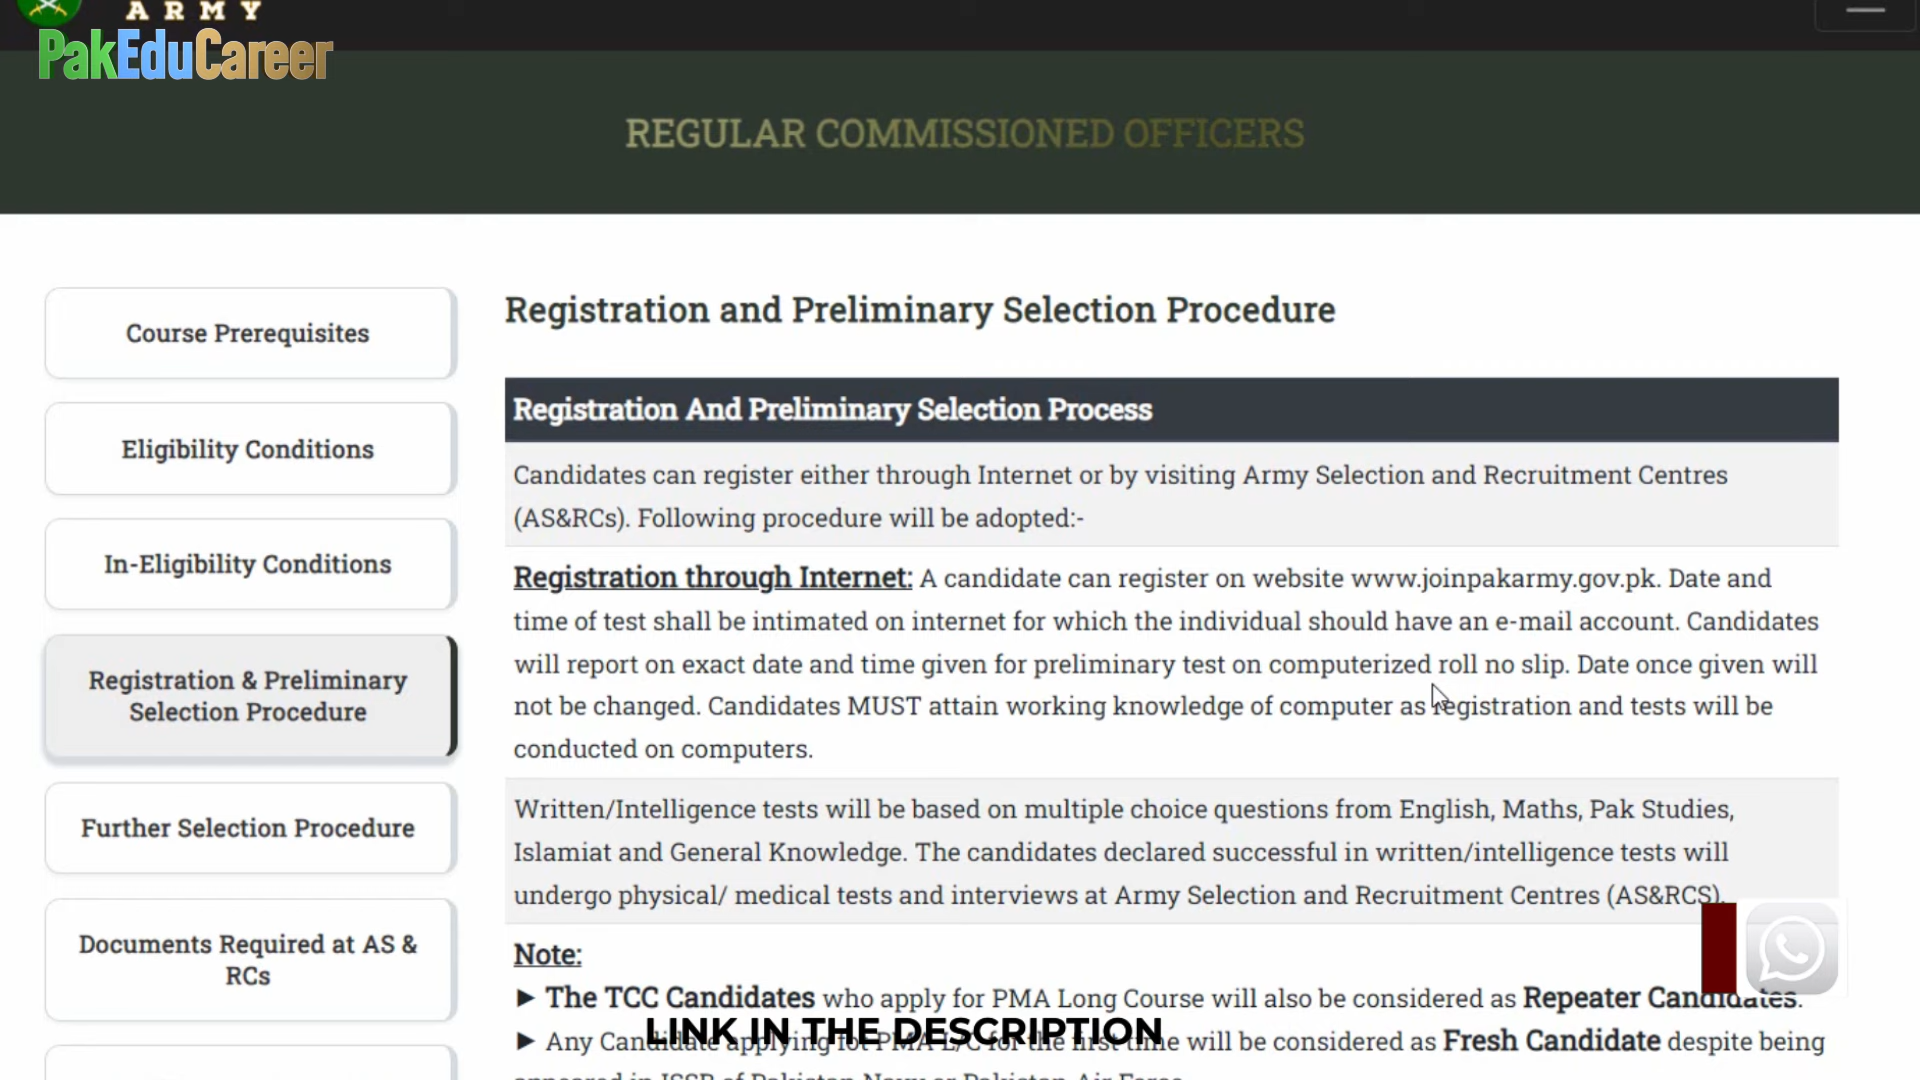 ARMY
PakEduCareer
REGULAR COMMISSIONED OFFICERS
Course Prerequisites
Eligibility Conditions
In-Eligibility Conditions
Registration & Preliminary
Selection Procedure
Further Selection Procedure
Documents Required at AS &
RCs
Registration and Preliminary Selection Procedure
Registration And Preliminary Selection Process
Candidates can register either through Internet or by visiting Army Selection and Recruitment Centres
(AS&RCs). Following procedure will be adopted:-
Registration through Internet: A candidate can register on website www.joinpakarmy.gov.pk. Date and
time of test shall be intimated on internet for which the individual should have an e-mail account. Candidates
will report on exact date and time given for preliminary test on computerized roll no slip. Date once given will
not be changed. Candidates MUST attain working knowledge of computer as registration and tests will be
conducted on computers.
Written/Intelligence tests will be based on multiple choice questions from English, Maths, Pak Studies,
Islamiat and General Knowledge. The candidates declared successful in written/intelligence tests will
undergo physical/ medical tests and interviews at Army Selection and Recruitment Centres (AS&RCS).
Note:
► The TCC Candidates who apply for PMA Long Course will also be considered as Repeater Candidates.
► Any Candidate applying for PMA L/C for the first time will be considered as Fresh Candidate despite being
LINK IN THE DESCRIPTION